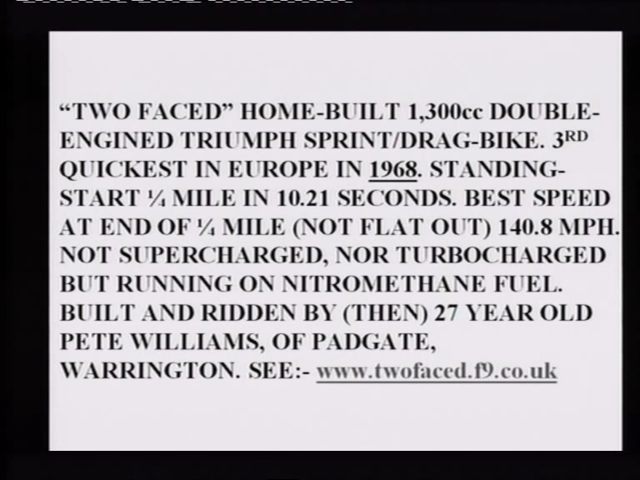 “TWO FACED” HOME-BUILT 1,300cc DOUBLE-
ENGINED TRIUMPH SPRINT/DRAG-BIKE. 3RD
QUICKEST IN EUROPE IN 1968. STANDING-
START ¼ MILE IN 10.21 SECONDS. BEST SPEED
AT END OF ¼ MILE (NOT FLAT OUT) 140.8 MPH.
NOT SUPERCHARGED, NOR TURBOCHARGED
BUT RUNNING ON NITROMETHANE FUEL.
BUILT AND RIDDEN BY (THEN) 27 YEAR OLD
PETE WILLIAMS, OF PADGATE,
WARRINGTON. SEE:- www.twofaced.f9.co.uk